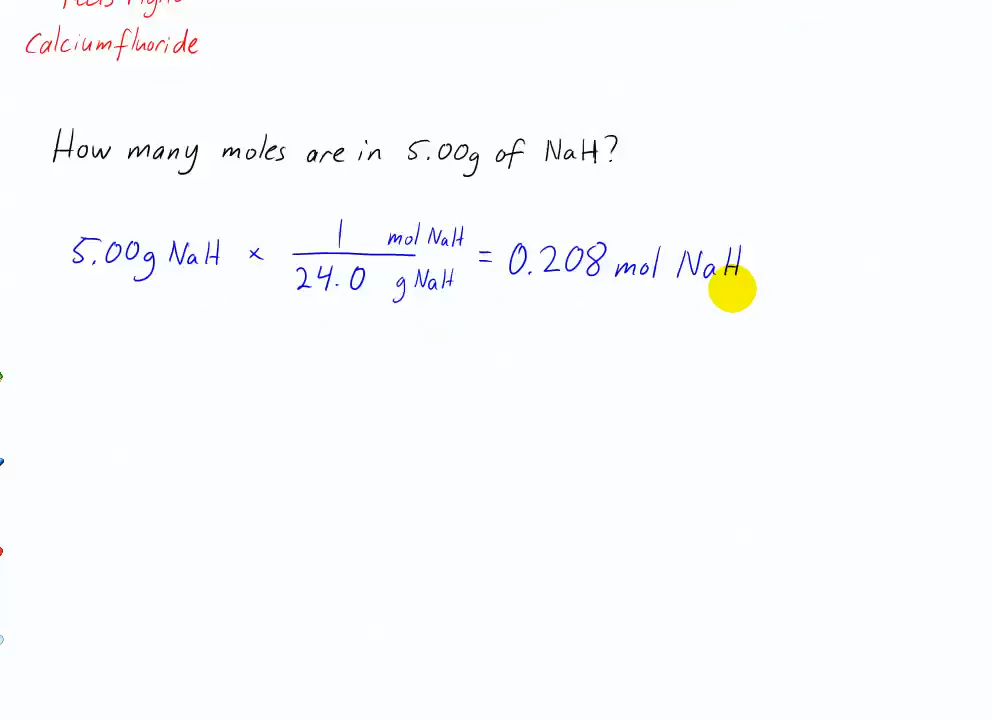 Calciumfluoride
How many moles are in 5.00g of NaH?
5.00g NaH × 1 mol NaH / 24.0 g NaH = 0.208 mol NaH